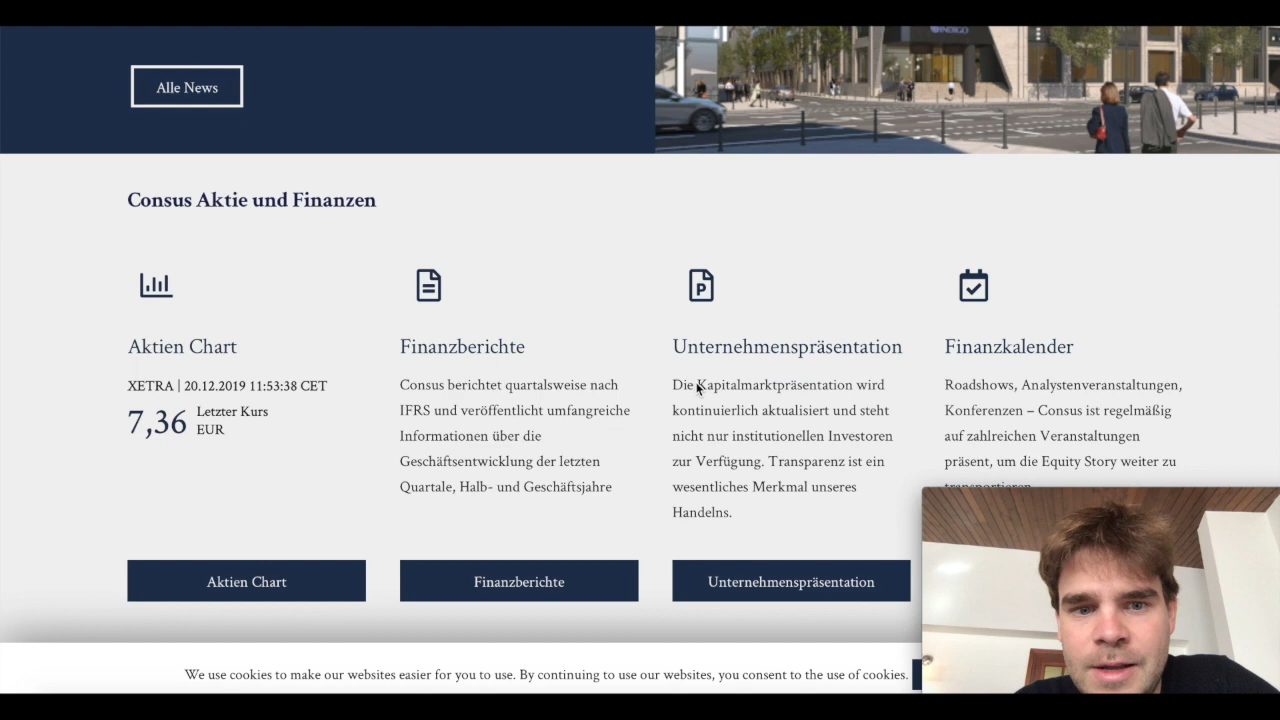 INDIGO
Alle News
Consus Aktie und Finanzen
Aktien Chart
XETRA | 20.12.2019 11:53:38 CET
7,36
Letzter Kurs
EUR
Aktien Chart
Finanzberichte
Consus berichtet quartalsweise nach
IFRS und veröffentlicht umfangreiche
Informationen über die
Geschäftsentwicklung der letzten
Quartale, Halb- und Geschäftsjahre
Finanzberichte
P
Unternehmenspräsentation
Die Kapitalmarktpräsentation wird
kontinuierlich aktualisiert und steht
nicht nur institutionellen Investoren
zur Verfügung. Transparenz ist ein
wesentliches Merkmal unseres
Handelns.
Unternehmenspräsentation
Finanzkalender
Roadshows, Analystenveranstaltungen,
Konferenzen – Consus ist regelmäßig
auf zahlreichen Veranstaltungen
präsent, um die Equity Story weiter zu
transportieren.
We use cookies to make our websites easier for you to use. By continuing to use our websites, you consent to the use of cookies.